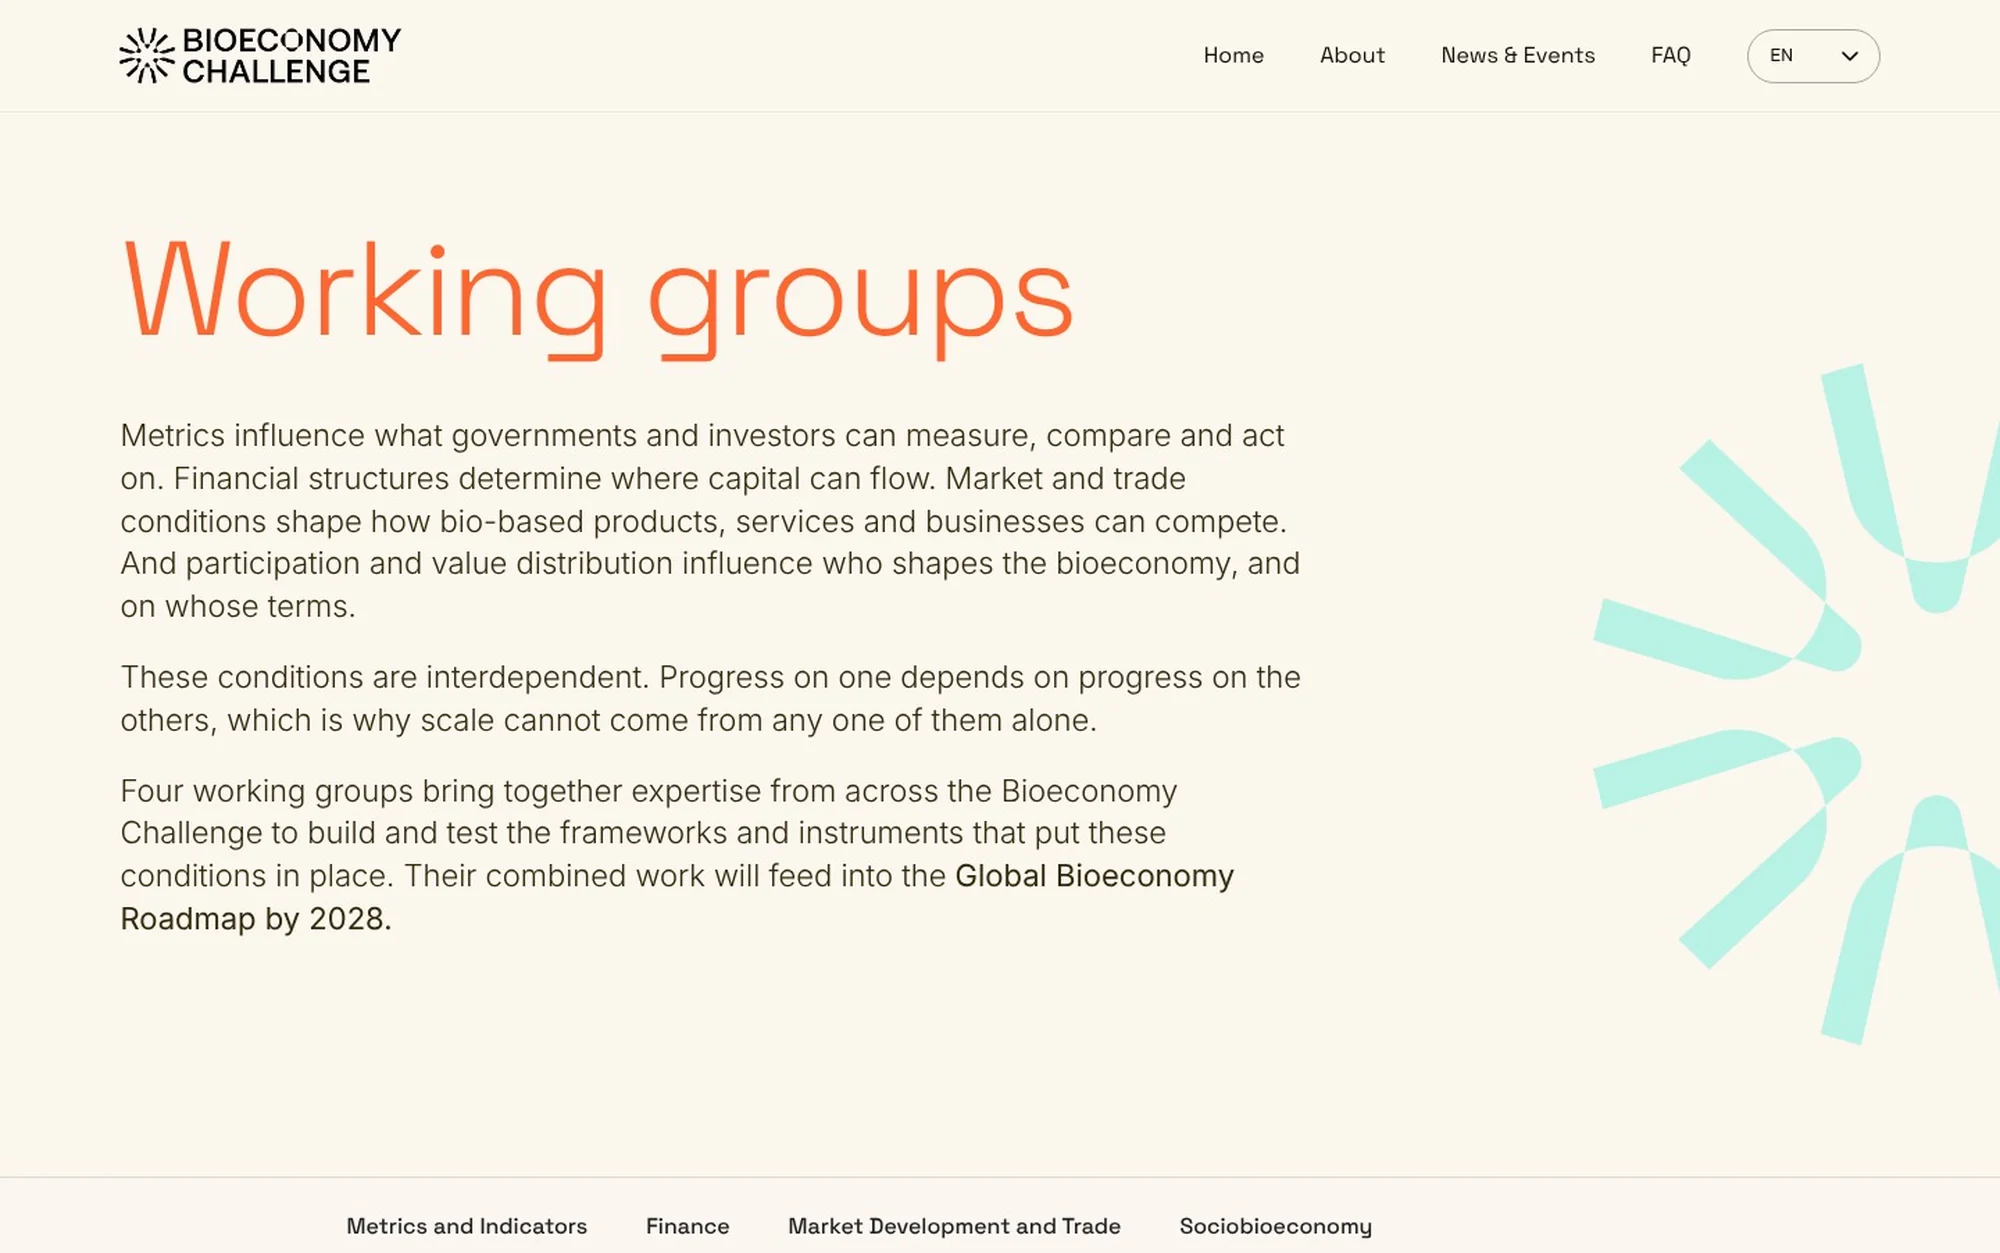 BIOECONOMY
CHALLENGE
Home About News & Events FAQ EN
Working groups
Metrics influence what governments and investors can measure, compare and act
on. Financial structures determine where capital can flow. Market and trade
conditions shape how bio-based products, services and businesses can compete.
And participation and value distribution influence who shapes the bioeconomy, and
on whose terms.
These conditions are interdependent. Progress on one depends on progress on the
others, which is why scale cannot come from any one of them alone.
Four working groups bring together expertise from across the Bioeconomy
Challenge to build and test the frameworks and instruments that put these
conditions in place. Their combined work will feed into the Global Bioeconomy
Roadmap by 2028.
Metrics and Indicators Finance Market Development and Trade Sociobioeconomy